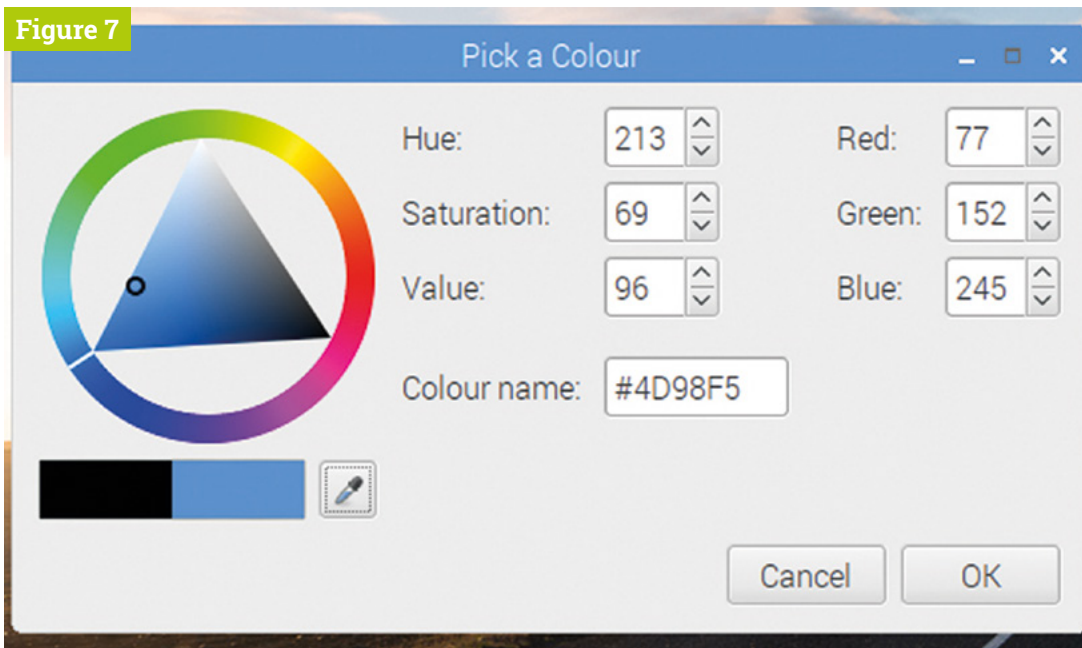 Figure 7
Pick a Colour
Hue: 213 Red: 77
Saturation: 69 Green: 152
Value: 96 Blue: 245
Colour name: #4D98F5
Cancel OK